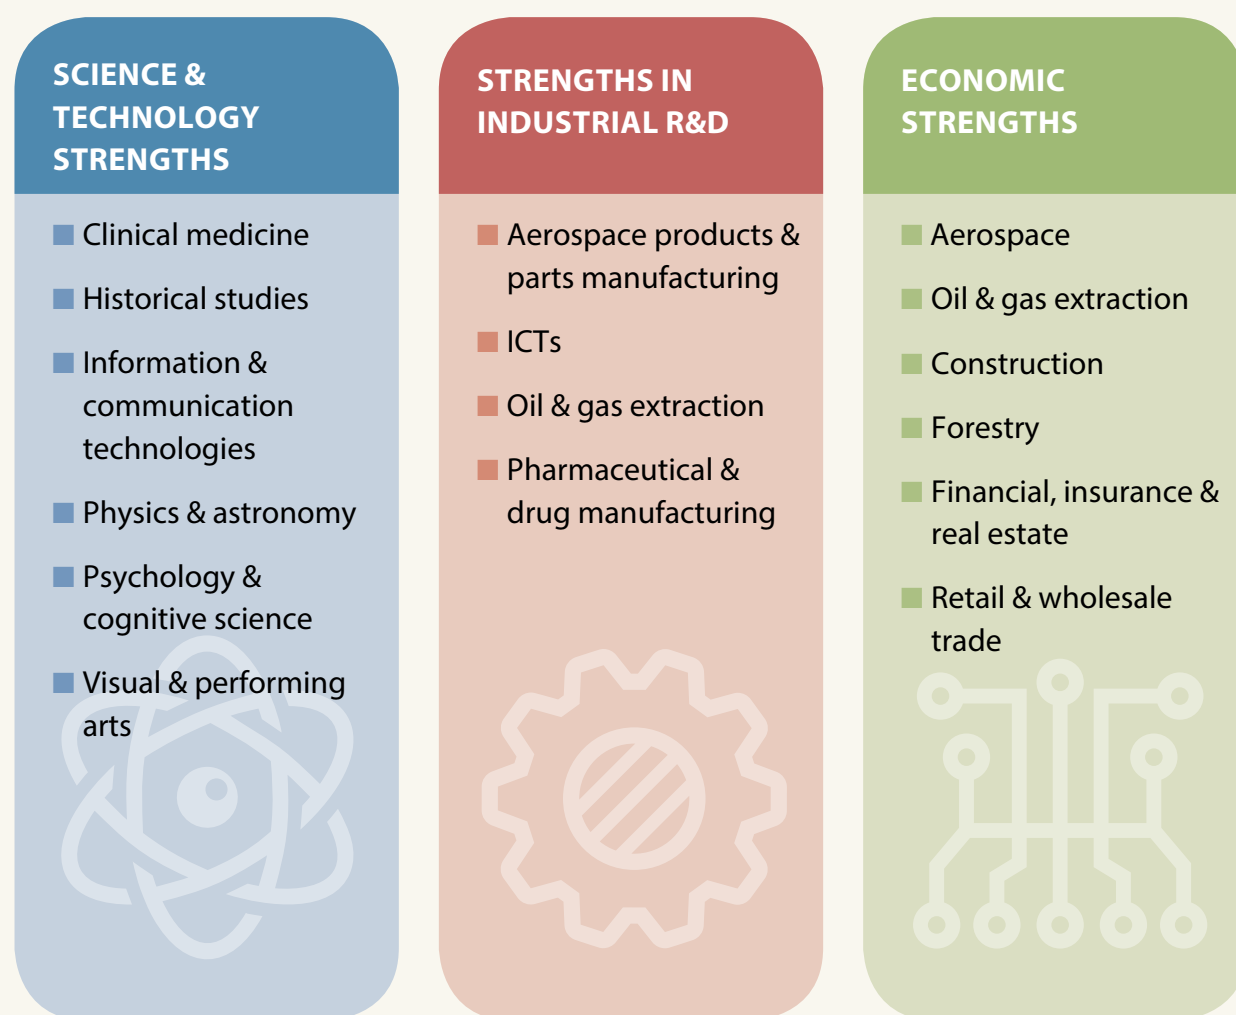 SCIENCE &
TECHNOLOGY
STRENGTHS
Clinical medicine
Historical studies
Information &
communication
technologies
Physics & astronomy
Psychology &
cognitive science
Visual & performing
arts
STRENGTHS IN
INDUSTRIAL R&D
Aerospace products &
parts manufacturing
ICTs
Oil & gas extraction
Pharmaceutical &
drug manufacturing
ECONOMIC
STRENGTHS
Aerospace
Oil & gas extraction
Construction
Forestry
Financial, insurance &
real estate
Retail & wholesale
trade